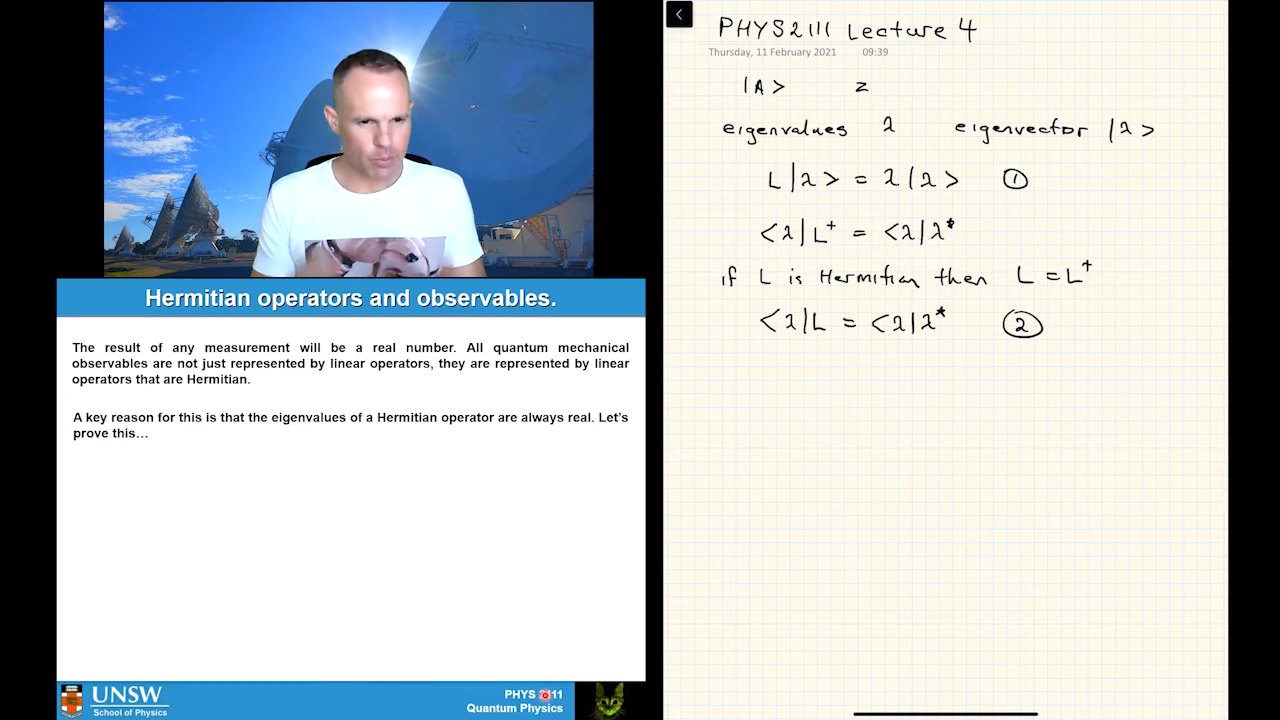 Hermitian operators and observables.
The result of any measurement will be a real number. All quantum mechanical
observables are not just represented by linear operators, they are represented by linear
operators that are Hermitian.
A key reason for this is that the eigenvalues of a Hermitian operator are always real. Let's
prove this…
UNSW
School of Physics
PHYS 2111
Quantum Physics
PHYS2111 Lecture 4
Thursday, 11 February 2021 09:39
|A> z
eigenvalues λ eigenvector |λ>
L|λ> = λ|λ> ①
<λ|L† = <λ|λ*
if L is Hermitian then L = L†
<λ|L = <λ|λ* ②